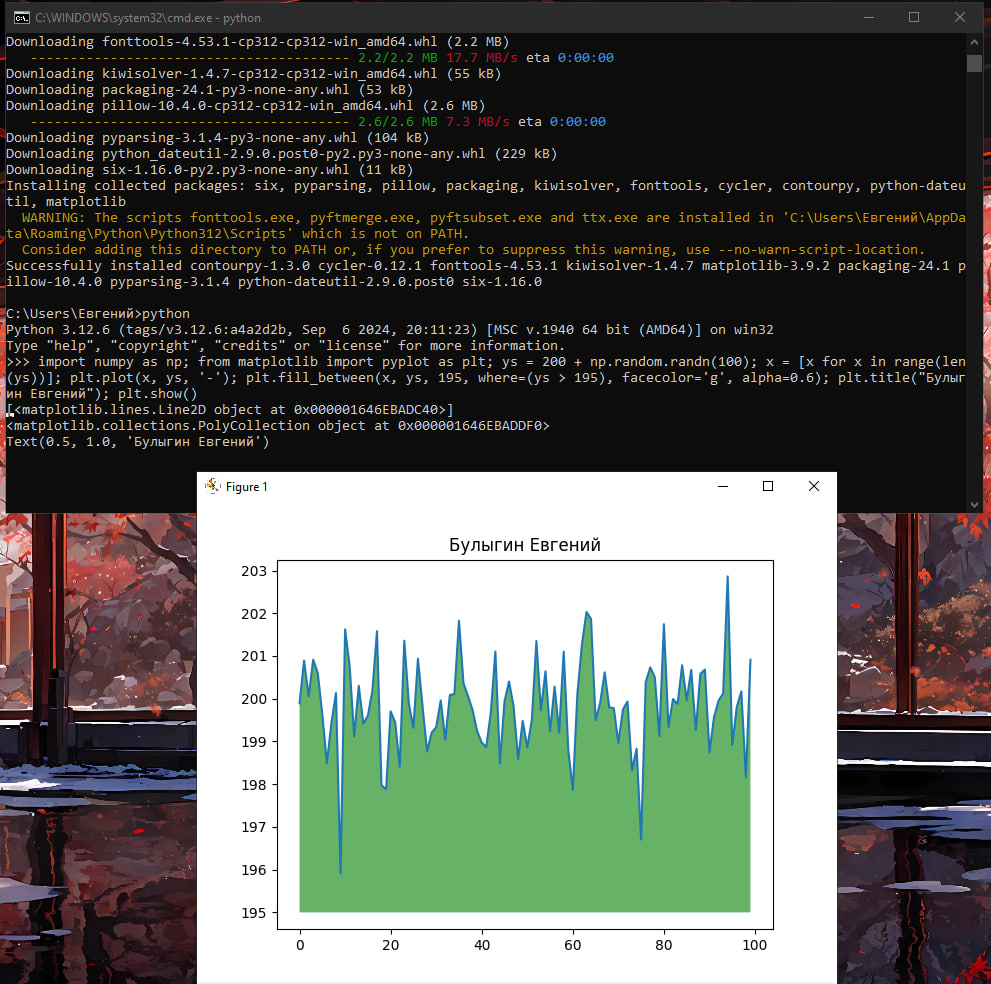 C:\WINDOWS\system32\cmd.exe - python
Downloading fonttools-4.53.1-cp312-cp312-win_amd64.whl (2.2 MB)
---------------------------------------- 2.2/2.2 MB 17.7 MB/s eta 0:00:00
Downloading kiwisolver-1.4.7-cp312-cp312-win_amd64.whl (55 kB)
Downloading packaging-24.1-py3-none-any.whl (53 kB)
Downloading pillow-10.4.0-cp312-cp312-win_amd64.whl (2.6 MB)
---------------------------------------- 2.6/2.6 MB 7.3 MB/s eta 0:00:00
Downloading pyparsing-3.1.4-py3-none-any.whl (104 kB)
Downloading python_dateutil-2.9.0.post0-py2.py3-none-any.whl (229 kB)
Downloading six-1.16.0-py2.py3-none-any.whl (11 kB)
Installing collected packages: six, pyparsing, pillow, packaging, kiwisolver, fonttools, cycler, contourpy, python-dateu
til, matplotlib
WARNING: The scripts fonttools.exe, pyftmerge.exe, pyftsubset.exe and ttx.exe are installed in 'C:\Users\Евгений\AppDa
ta\Roaming\Python\Python312\Scripts' which is not on PATH.
Consider adding this directory to PATH or, if you prefer to suppress this warning, use --no-warn-script-location.
Successfully installed contourpy-1.3.0 cycler-0.12.1 fonttools-4.53.1 kiwisolver-1.4.7 matplotlib-3.9.2 packaging-24.1 p
illow-10.4.0 pyparsing-3.1.4 python-dateutil-2.9.0.post0 six-1.16.0
C:\Users\Евгений>python
Python 3.12.6 (tags/v3.12.6:a4a2d2b, Sep  6 2024, 20:11:23) [MSC v.1940 64 bit (AMD64)] on win32
Type "help", "copyright", "credits" or "license" for more information.
>>> import numpy as np; from matplotlib import pyplot as plt; ys = 200 + np.random.randn(100); x = [x for x in range(len
(ys))]; plt.plot(x, ys, '-'); plt.fill_between(x, ys, 195, where=(ys > 195), facecolor='g', alpha=0.6); plt.title("Булыг
ин Евгений"); plt.show()
[<matplotlib.lines.Line2D object at 0x000001646EBADC40>]
<matplotlib.collections.PolyCollection object at 0x000001646EBADDF0>
Text(0.5, 1.0, 'Булыгин Евгений')
Figure 1
Булыгин Евгений
203
202
201
200
199
198
197
196
195
0 20 40 60 80 100